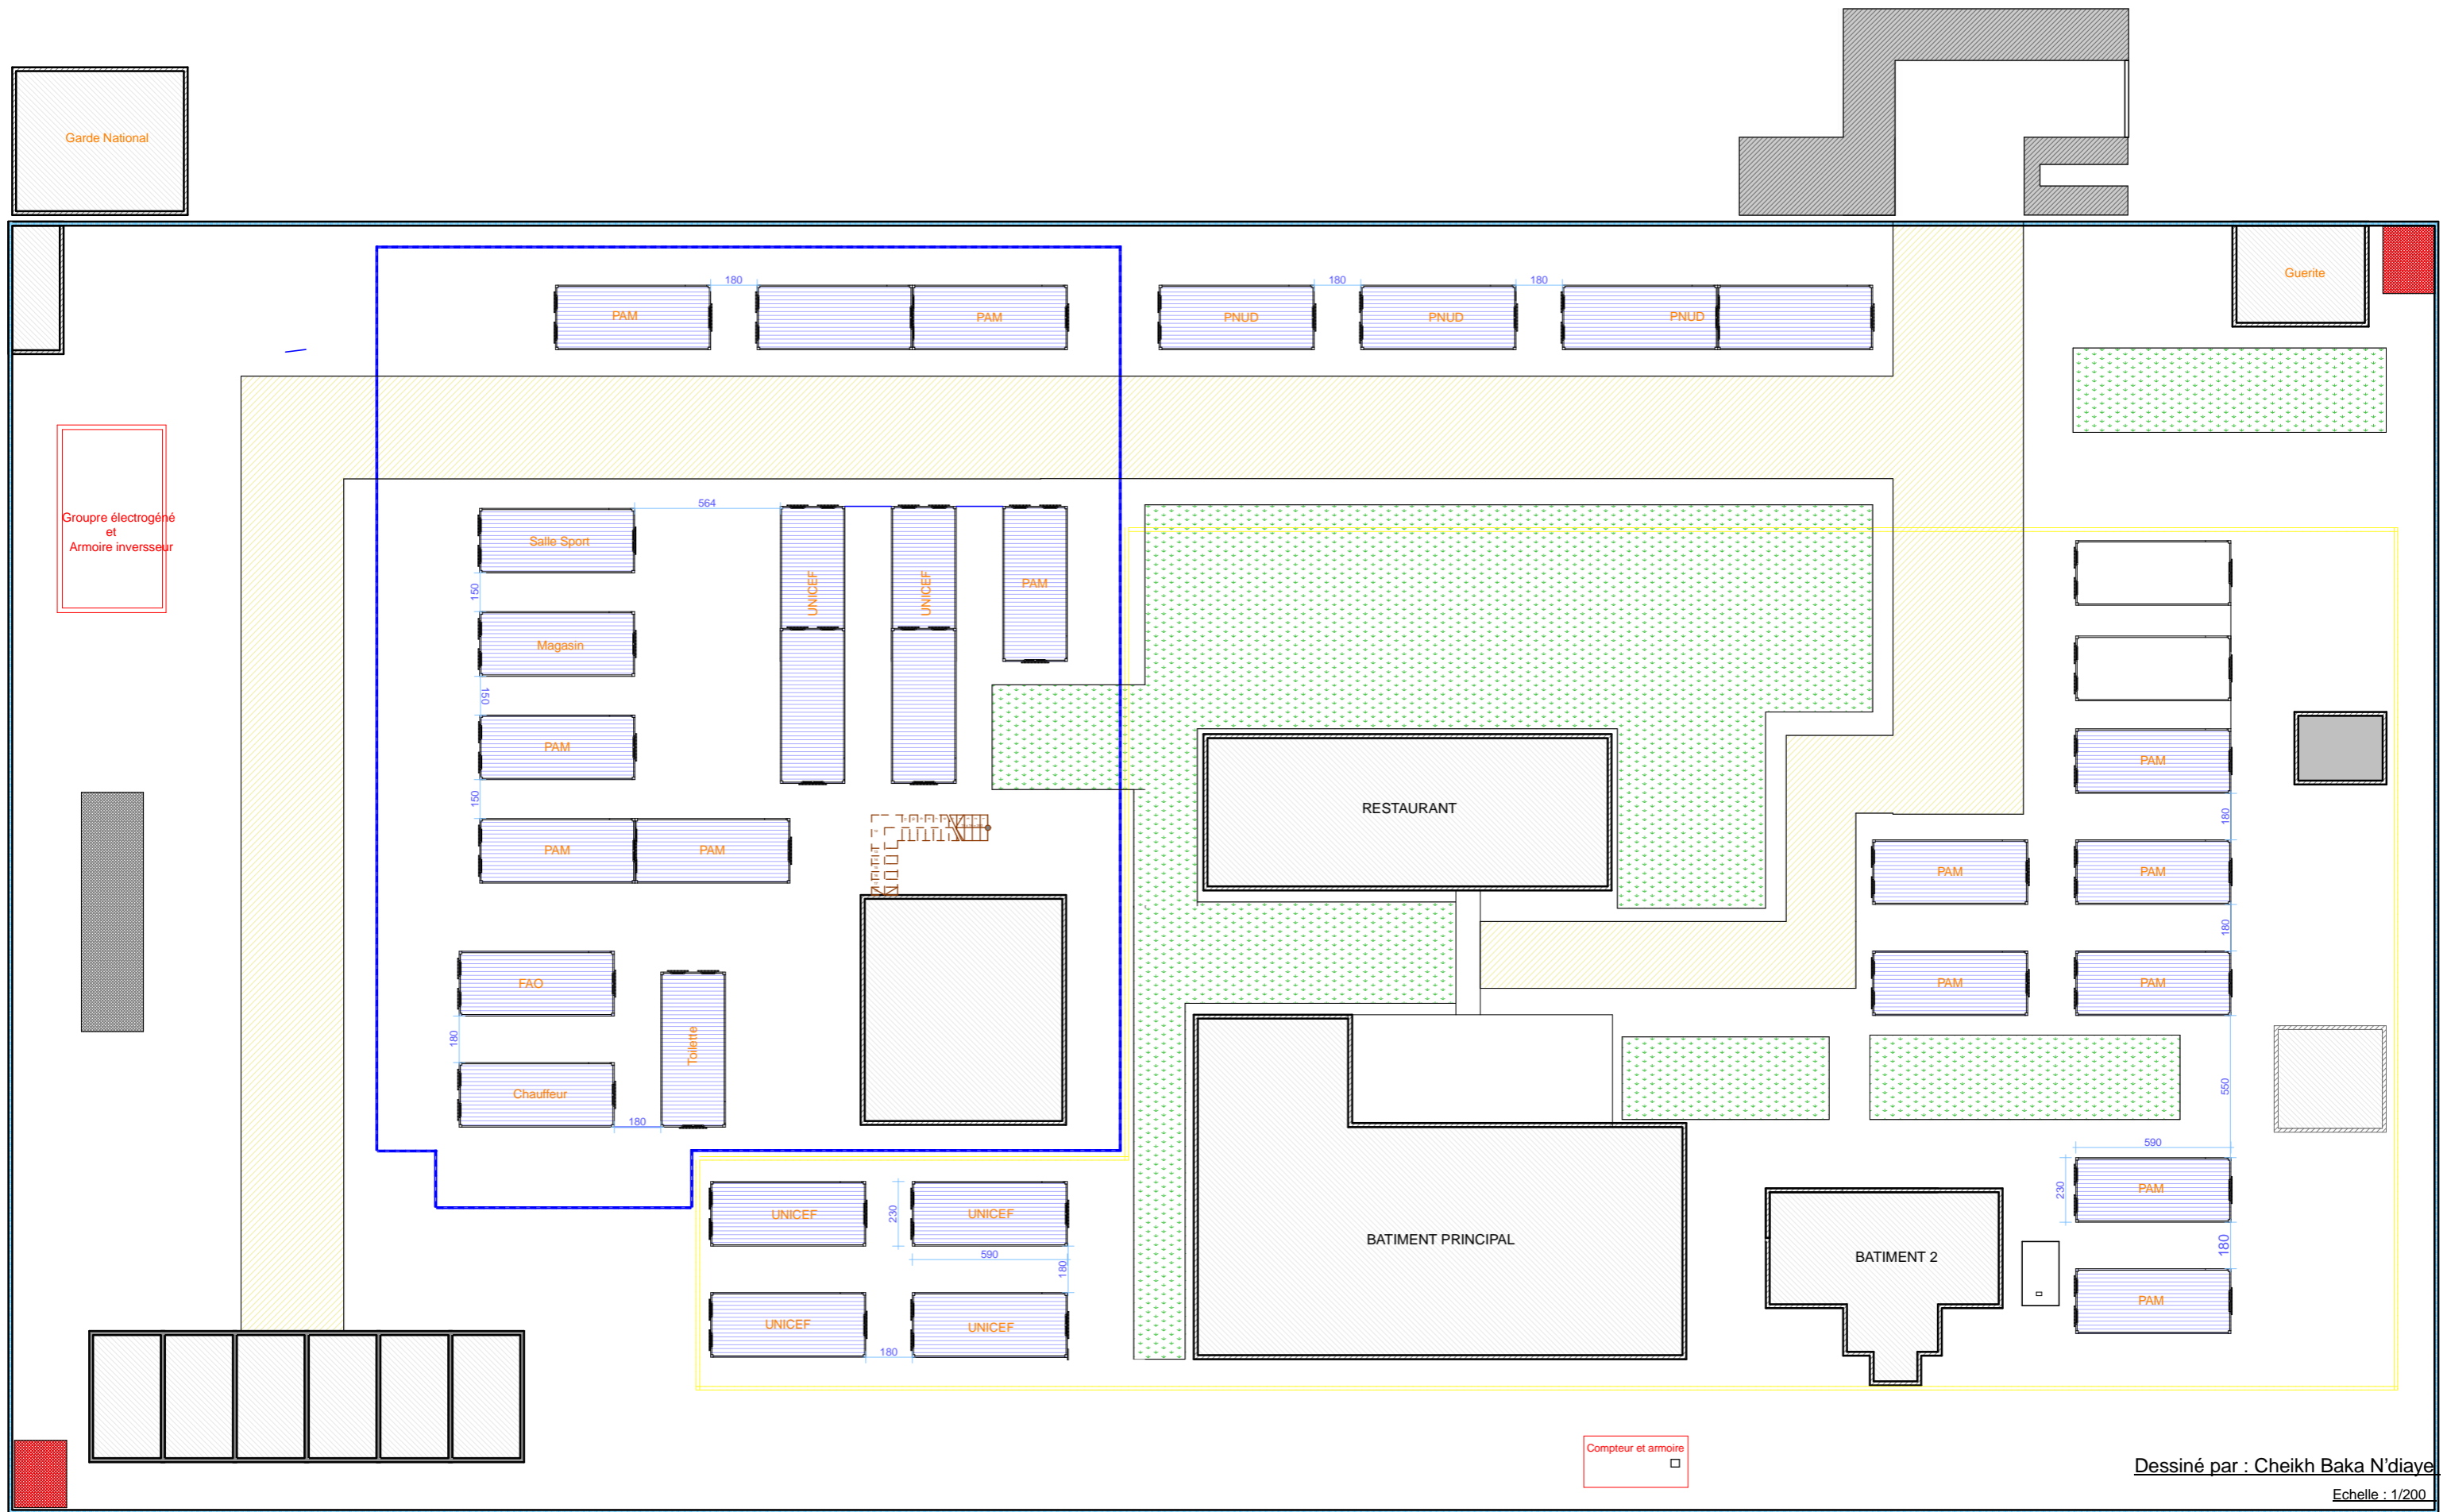 Garde National
Guerite
180
180
180
PAM
PAM
PNUD
PNUD
PNUD
564
Groupre électrogéné
et
Armoire inversseur
Salle Sport
UNICEF
UNICEF
PAM
150
Magasin
150
PAM
PAM
150
180
RESTAURANT
PAM
PAM
PAM
PAM
180
FAO
PAM
PAM
Toilette
180
Chauffeur
550
180
590
UNICEF
230
UNICEF
230
PAM
BATIMENT PRINCIPAL
590
180
BATIMENT 2
180
UNICEF
UNICEF
PAM
180
Compteur et armoire
Dessiné par : Cheikh Baka N'diaye
Echelle : 1/200